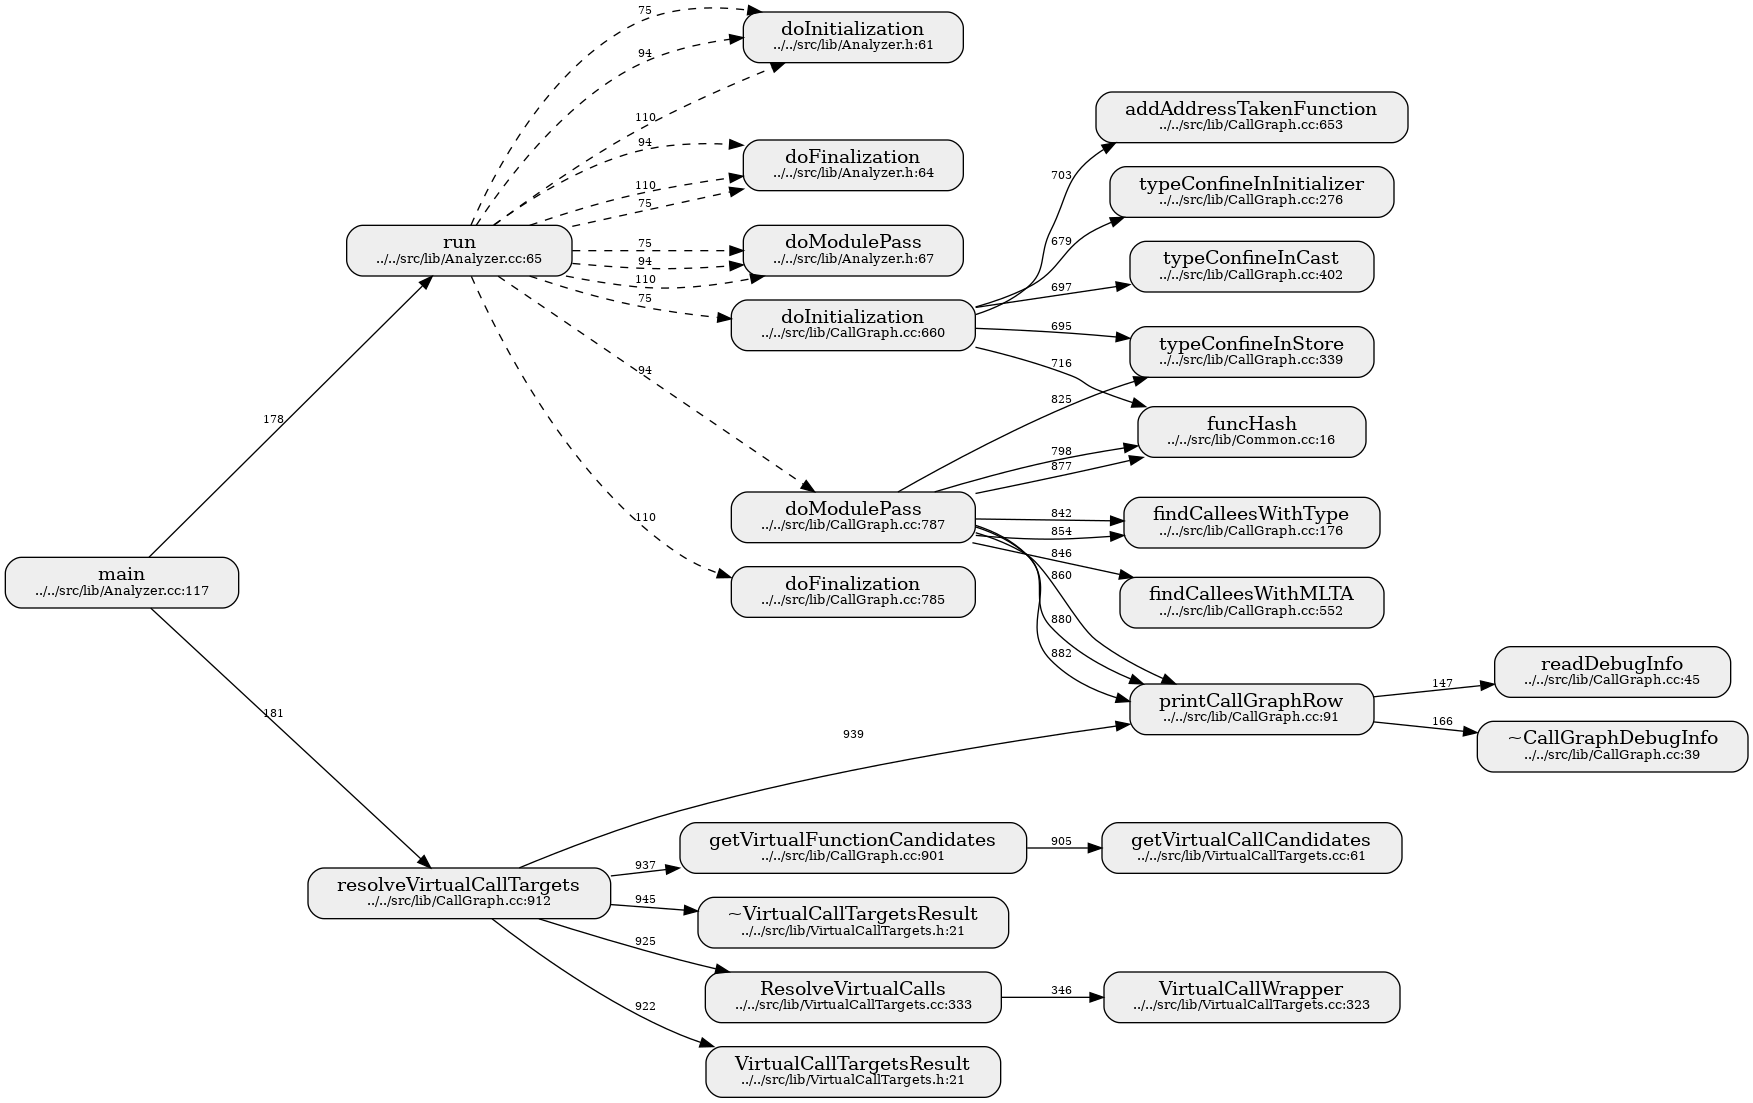 main
../../src/lib/Analyzer.cc:117
178
181
run
../../src/lib/Analyzer.cc:65
75
94
110
94
110
75
75
94
110
75
94
110
doInitialization
../../src/lib/Analyzer.h:61
doFinalization
../../src/lib/Analyzer.h:64
doModulePass
../../src/lib/Analyzer.h:67
doInitialization
../../src/lib/CallGraph.cc:660
703
679
697
695
716
addAddressTakenFunction
../../src/lib/CallGraph.cc:653
typeConfineInInitializer
../../src/lib/CallGraph.cc:276
typeConfineInCast
../../src/lib/CallGraph.cc:402
typeConfineInStore
../../src/lib/CallGraph.cc:339
funcHash
../../src/lib/Common.cc:16
doModulePass
../../src/lib/CallGraph.cc:787
825
798
877
842
854
846
860
880
882
findCalleesWithType
../../src/lib/CallGraph.cc:176
findCalleesWithMLTA
../../src/lib/CallGraph.cc:552
doFinalization
../../src/lib/CallGraph.cc:785
printCallGraphRow
../../src/lib/CallGraph.cc:91
147
166
readDebugInfo
../../src/lib/CallGraph.cc:45
~CallGraphDebugInfo
../../src/lib/CallGraph.cc:39
resolveVirtualCallTargets
../../src/lib/CallGraph.cc:912
939
937
945
925
922
getVirtualFunctionCandidates
../../src/lib/CallGraph.cc:901
905
getVirtualCallCandidates
../../src/lib/VirtualCallTargets.cc:61
~VirtualCallTargetsResult
../../src/lib/VirtualCallTargets.h:21
ResolveVirtualCalls
../../src/lib/VirtualCallTargets.cc:333
346
VirtualCallWrapper
../../src/lib/VirtualCallTargets.cc:323
VirtualCallTargetsResult
../../src/lib/VirtualCallTargets.h:21